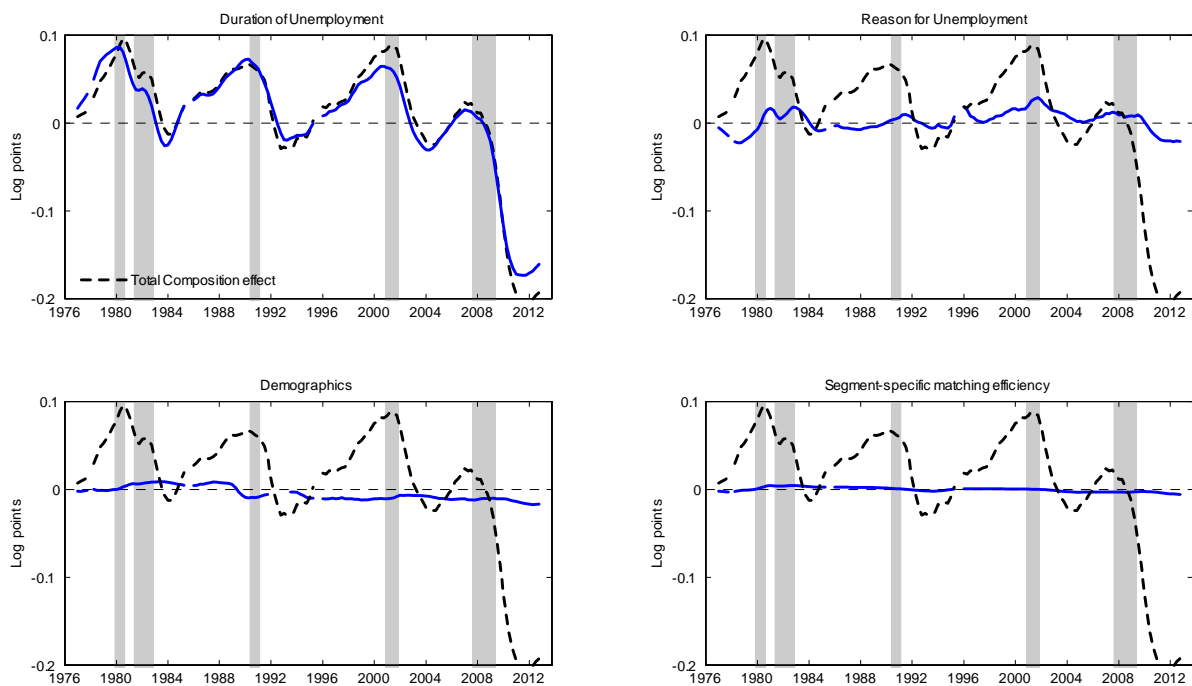 Duration of Unemployment
0.1
0
-0.1
-0.2
Log points
Total Composition effect
1976 1980 1984 1988 1992 1996 2000 2004 2008 2012
Reason for Unemployment
0.1
0
-0.1
-0.2
Log points
1976 1980 1984 1988 1992 1996 2000 2004 2008 2012
Demographics
0.1
0
-0.1
-0.2
Log points
1976 1980 1984 1988 1992 1996 2000 2004 2008 2012
Segment-specific matching efficiency
0.1
0
-0.1
-0.2
Log points
1976 1980 1984 1988 1992 1996 2000 2004 2008 2012